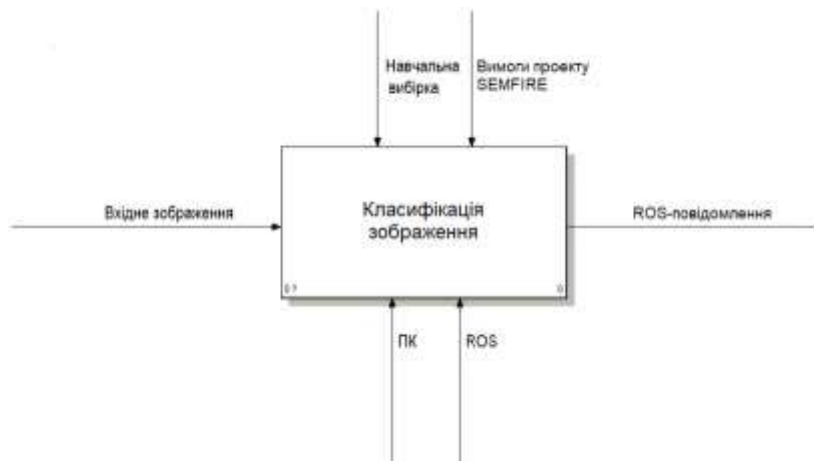 Навчальна
вибірка
Вимоги проекту
SEMFIRE
Вхідне зображення
Класифікація
зображення
ROS-повідомлення
ПК
ROS